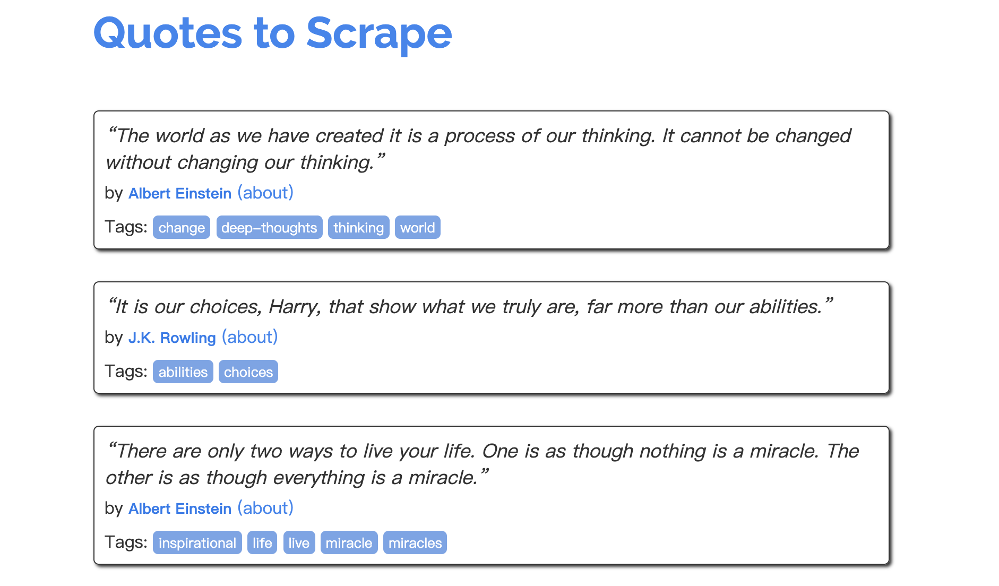 Quotes to Scrape
“The world as we have created it is a process of our thinking. It cannot be changed
without changing our thinking.”
by Albert Einstein (about)
Tags: change deep-thoughts thinking world
“It is our choices, Harry, that show what we truly are, far more than our abilities.”
by J.K. Rowling (about)
Tags: abilities choices
“There are only two ways to live your life. One is as though nothing is a miracle. The
other is as though everything is a miracle.”
by Albert Einstein (about)
Tags: inspirational life live miracle miracles